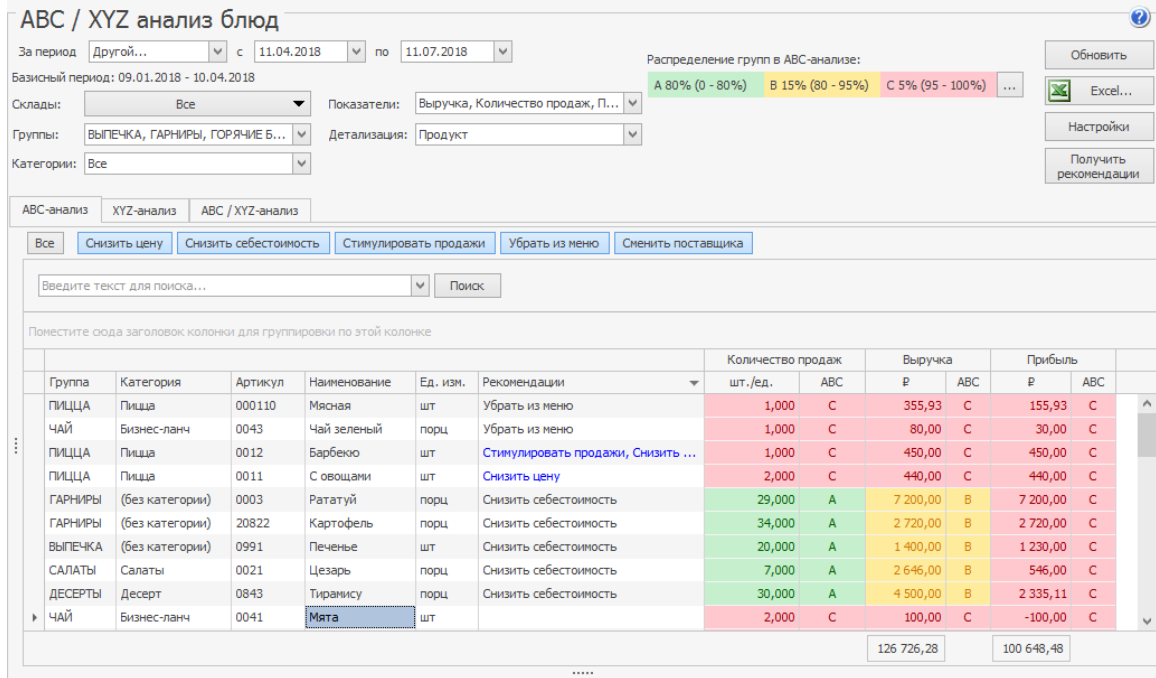 ABC / XYZ анализ блюд
За период Другой... с 11.04.2018 по 11.07.2018
Базисный период: 09.01.2018 - 10.04.2018
Распределение групп в ABC-анализе:
A 80% (0 - 80%) B 15% (80 - 95%) C 5% (95 - 100%) ...
Обновить
Excel...
Настройки
Получить рекомендации
Склады: Все Показатели: Выручка, Количество продаж, П...
Группы: ВЫПЕЧКА, ГАРНИРЫ, ГОРЯЧИЕ Б... Детализация: Продукт
Категории: Все
ABC-анализ XYZ-анализ ABC / XYZ-анализ
Все Снизить цену Снизить себестоимость Стимулировать продажи Убрать из меню Сменить поставщика
Введите текст для поиска... Поиск
Поместите сюда заголовок колонки для группировки по этой колонке
Количество продаж Выручка Прибыль
Группа Категория Артикул Наименование Ед. изм. Рекомендации шт./ед. ABC ₽ ABC ₽ ABC
ПИЦЦА Пицца 000110 Мясная шт Убрать из меню 1,000 C 355,93 C 155,93 C
ЧАЙ Бизнес-ланч 0043 Чай зеленый порц Убрать из меню 1,000 C 80,00 C 30,00 C
ПИЦЦА Пицца 0012 Барбекю шт Стимулировать продажи, Снизить ... 1,000 C 450,00 C 450,00 C
ПИЦЦА Пицца 0011 С овощами шт Снизить цену 2,000 C 440,00 C 440,00 C
ГАРНИРЫ (без категории) 0003 Рататуй порц Снизить себестоимость 29,000 A 7 200,00 B 7 200,00 C
ГАРНИРЫ (без категории) 20822 Картофель порц Снизить себестоимость 34,000 A 2 720,00 B 2 720,00 C
ВЫПЕЧКА (без категории) 0991 Печенье шт Снизить себестоимость 20,000 A 1 400,00 B 1 230,00 C
САЛАТЫ Салаты 0021 Цезарь порц Снизить себестоимость 7,000 A 2 646,00 B 546,00 C
ДЕСЕРТЫ Десерт 0843 Тирамису порц Снизить себестоимость 30,000 A 4 500,00 B 2 335,11 C
ЧАЙ Бизнес-ланч 0041 Мята шт 2,000 C 100,00 C -100,00 C
126 726,28 100 648,48